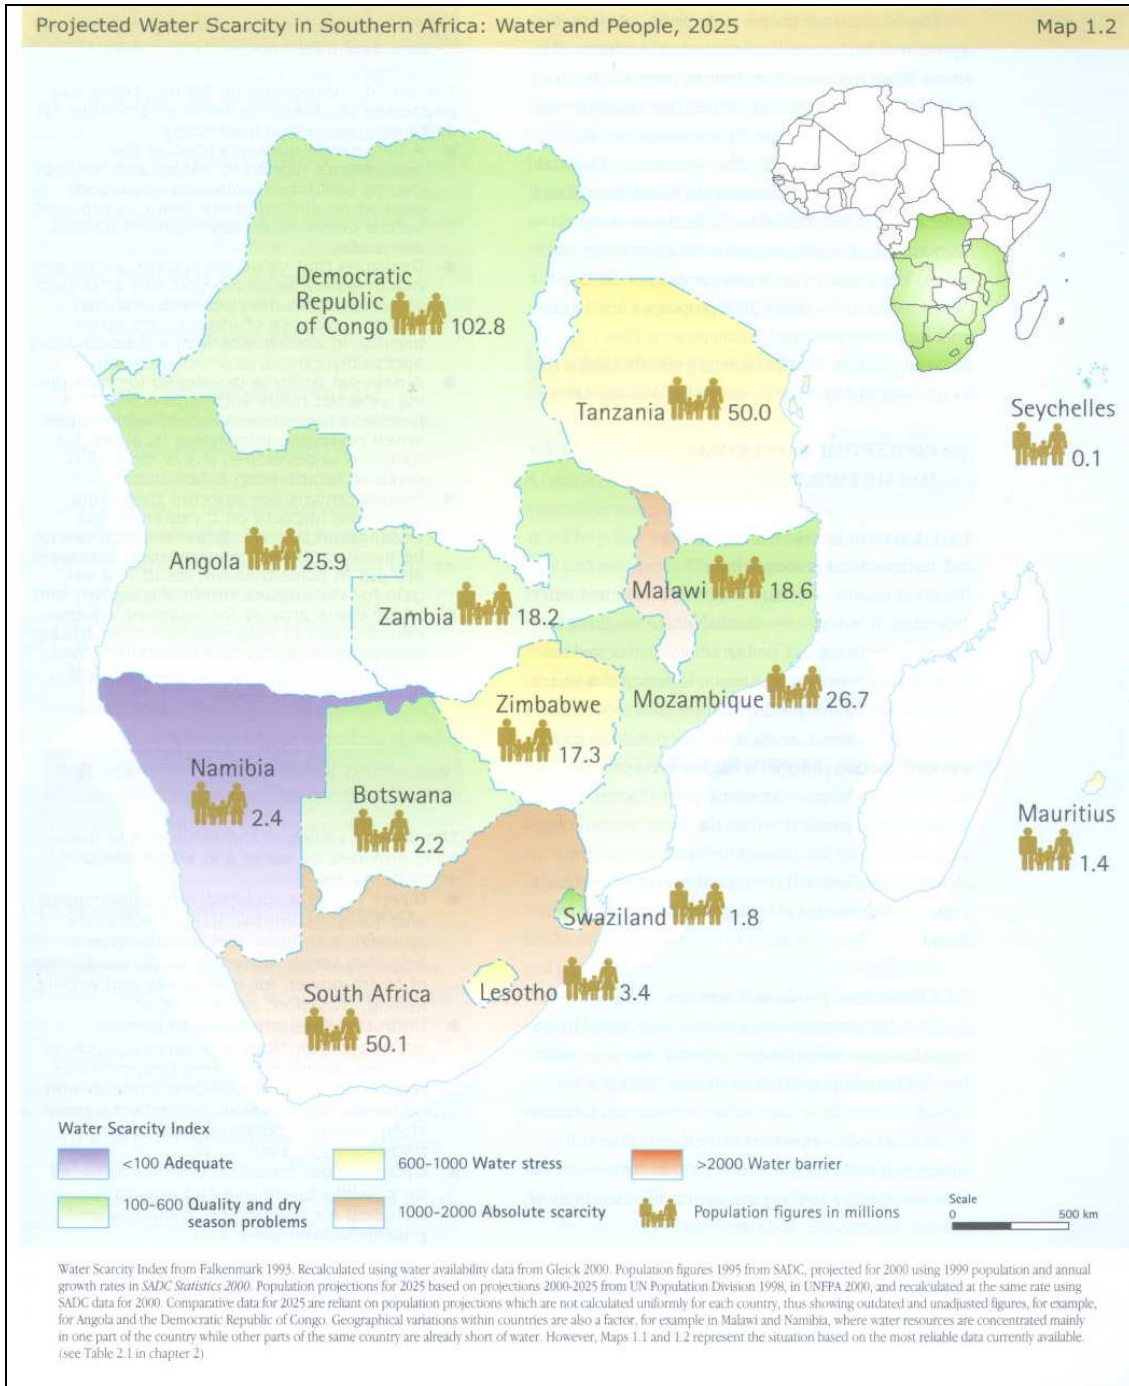 Projected Water Scarcity in Southern Africa: Water and People, 2025
Map 1.2
Democratic
Republic
of Congo
102.8
Tanzania
50.0
Seychelles
0.1
Angola
25.9
Malawi
18.6
Zambia
18.2
Mozambique
26.7
Zimbabwe
17.3
Namibia
2.4
Botswana
2.2
Mauritius
1.4
Swaziland
1.8
Lesotho
3.4
South Africa
50.1
Water Scarcity Index
<100 Adequate
600-1000 Water stress
>2000 Water barrier
100-600 Quality and dry
season problems
1000-2000 Absolute scarcity
Population figures in millions
Scale
0
500 km
Water Scarcity Index from Falkenmark 1993. Recalculated using water availability data from Gleick 2000. Population figures 1995 from SADC, projected for 2000 using 1999 population and annual
growth rates in SADC Statistics 2000. Population projections for 2025 based on projections 2000-2025 from UN Population Division 1998, in UNFPA 2000, and recalculated at the same rate using
SADC data for 2000. Comparative data for 2025 are reliant on population projections which are not calculated uniformly for each country, thus showing outdated and unadjusted figures, for example,
for Angola and the Democratic Republic of Congo. Geographical variations within countries are also a factor, for example in Malawi and Namibia, where water resources are concentrated mainly
in one part of the country while other parts of the same country are already short of water. However, Maps 1.1 and 1.2 represent the situation based on the most reliable data currently available.
(see Table 2.1 in chapter 2)